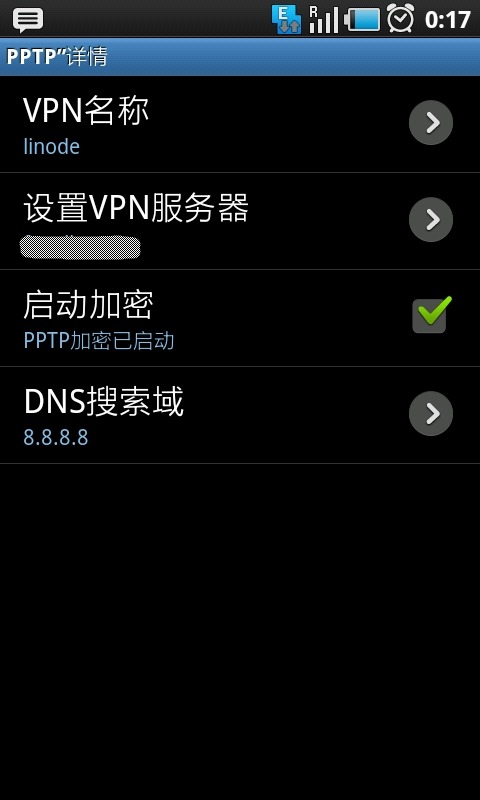 E R 0:17
PPTP”详情
VPN名称
linode
设置VPN服务器
启动加密
PPTP加密已启动
DNS搜索域
8.8.8.8